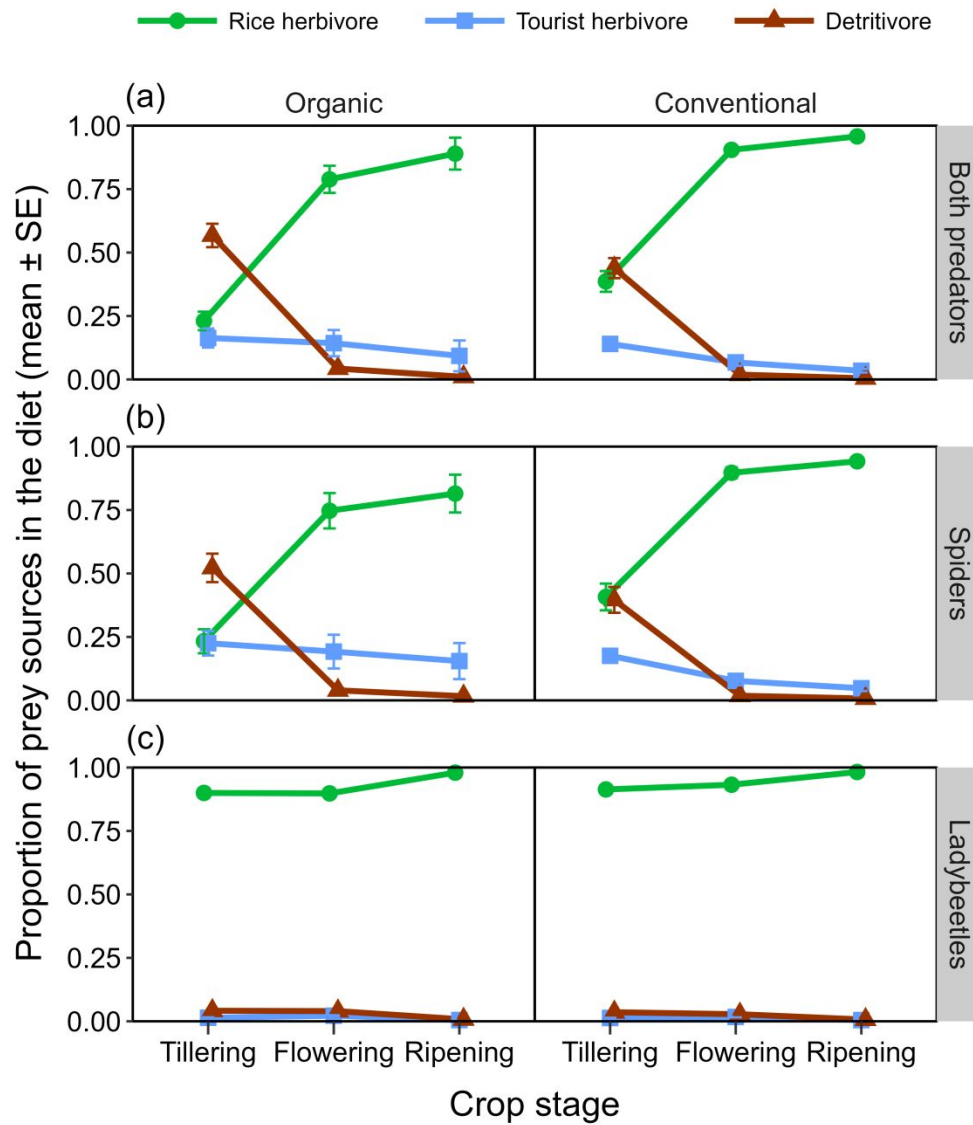 Rice herbivore Tourist herbivore Detritivore
(a)
Organic Conventional
1.00
0.75
0.50
0.25
0.00
Both predators
(b)
1.00
0.75
0.50
0.25
0.00
Spiders
(c)
1.00
0.75
0.50
0.25
0.00
Ladybeetles
Proportion of prey sources in the diet (mean ± SE)
Tillering Flowering Ripening Tillering Flowering Ripening
Crop stage